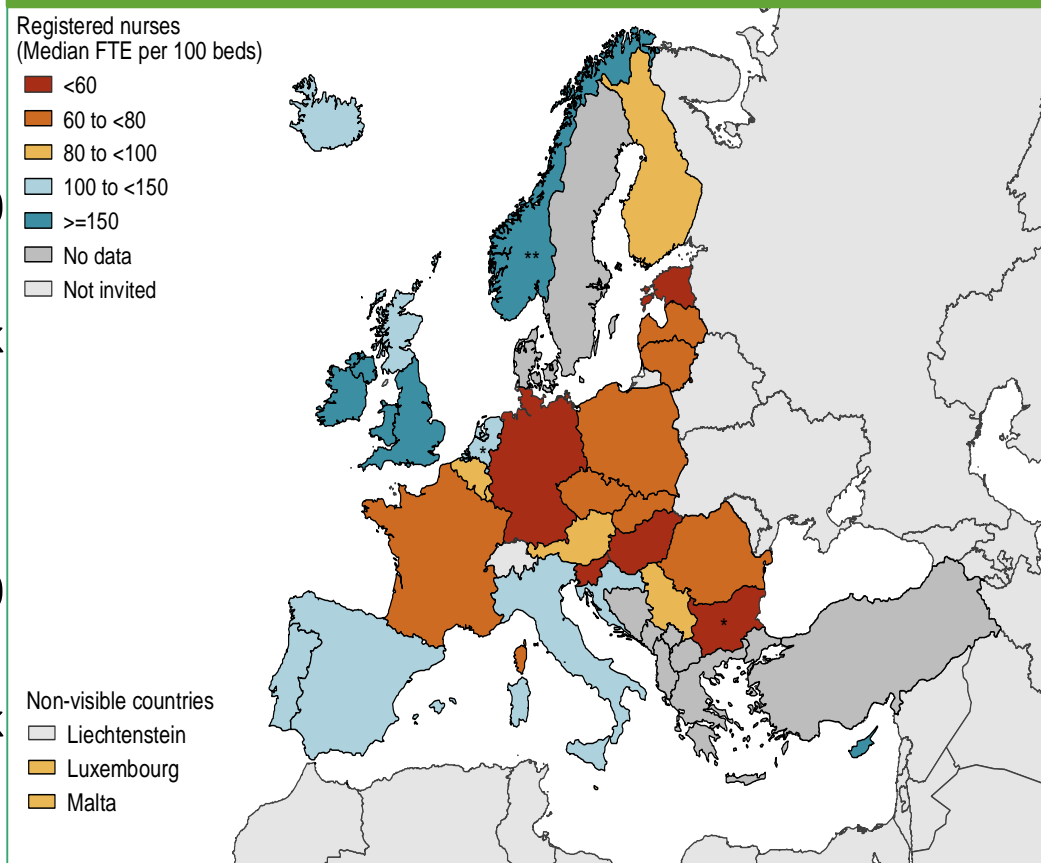 Registered nurses
(Median FTE per 100 beds)
<60
60 to <80
80 to <100
100 to <150
>=150
No data
Not invited
**
*
*
Non-visible countries
Liechtenstein
Luxembourg
Malta